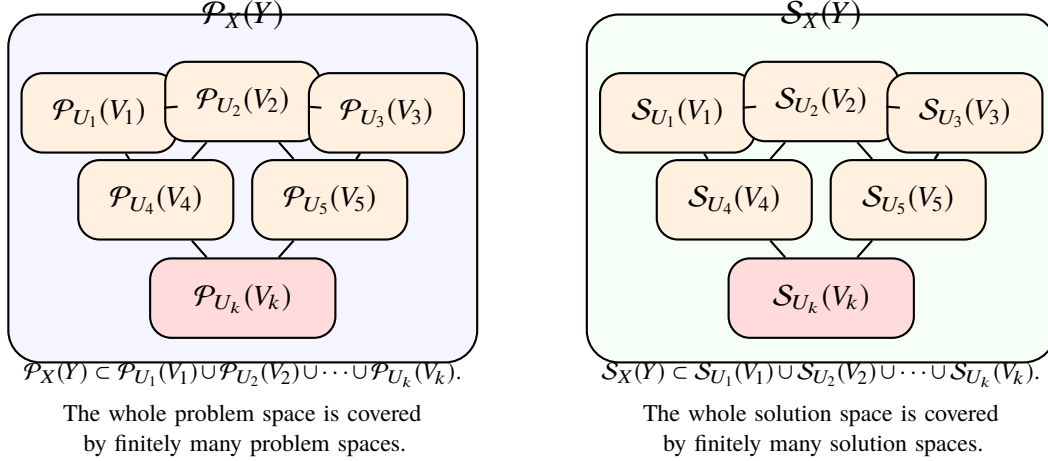 𝒫_X(Y)
𝒫_{U_1}(V_1) 𝒫_{U_2}(V_2) 𝒫_{U_3}(V_3)
𝒫_{U_4}(V_4) 𝒫_{U_5}(V_5)
𝒫_{U_k}(V_k)
𝒫_X(Y) ⊂ 𝒫_{U_1}(V_1) ∪ 𝒫_{U_2}(V_2) ∪ ⋯ ∪ 𝒫_{U_k}(V_k).
The whole problem space is covered
by finitely many problem spaces.
𝒮_X(Y)
𝒮_{U_1}(V_1) 𝒮_{U_2}(V_2) 𝒮_{U_3}(V_3)
𝒮_{U_4}(V_4) 𝒮_{U_5}(V_5)
𝒮_{U_k}(V_k)
𝒮_X(Y) ⊂ 𝒮_{U_1}(V_1) ∪ 𝒮_{U_2}(V_2) ∪ ⋯ ∪ 𝒮_{U_k}(V_k).
The whole solution space is covered
by finitely many solution spaces.